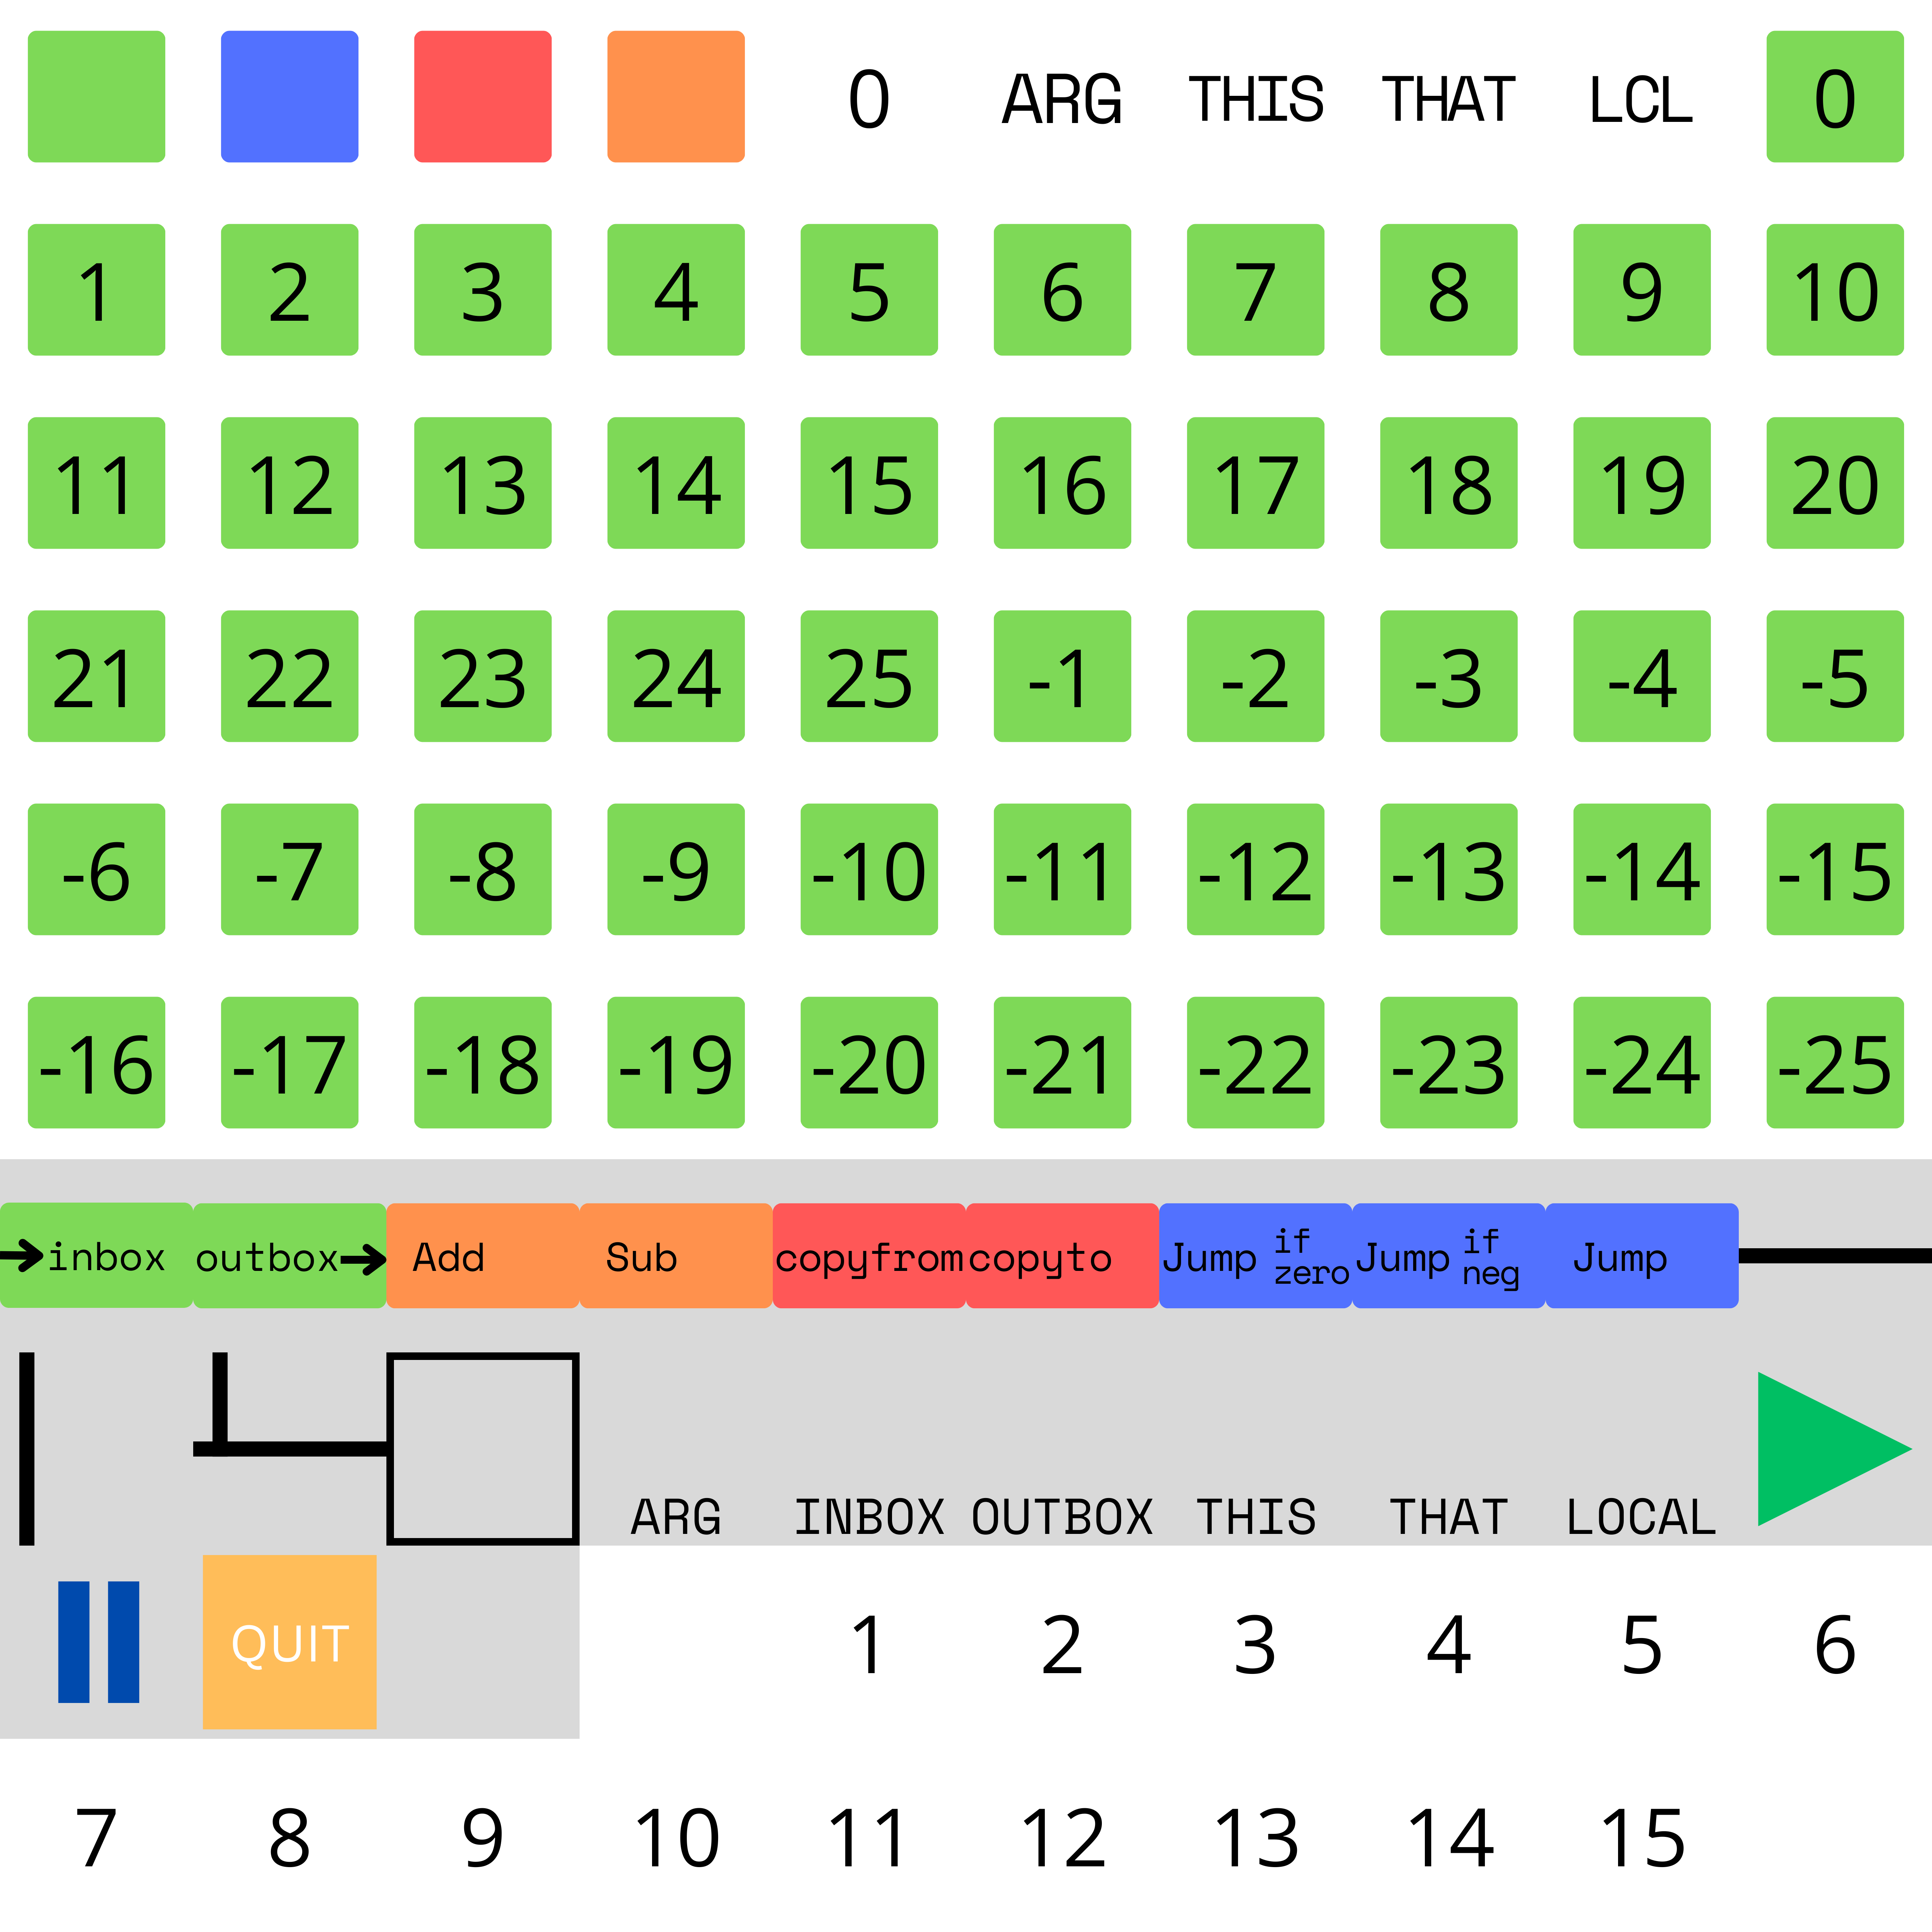 0 ARG THIS THAT LCL 0
1 2 3 4 5 6 7 8 9 10
11 12 13 14 15 16 17 18 19 20
21 22 23 24 25 -1 -2 -3 -4 -5
-6 -7 -8 -9 -10 -11 -12 -13 -14 -15
-16 -17 -18 -19 -20 -21 -22 -23 -24 -25
inbox outbox Add Sub copyfrom copyto Jump if zero Jump if neg Jump
ARG INBOX OUTBOX THIS THAT LOCAL
QUIT 1 2 3 4 5 6
7 8 9 10 11 12 13 14 15